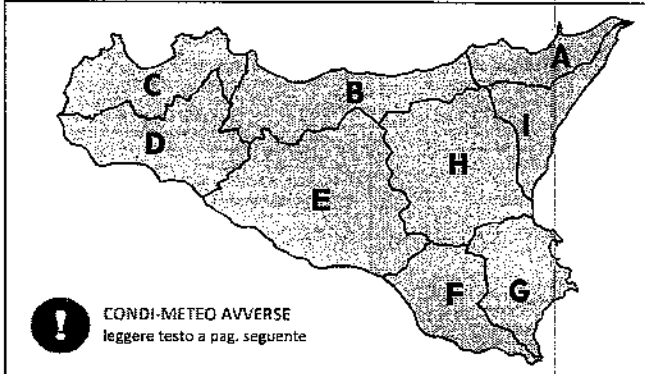 A
C
B
I
D
H
E
F
G
!
CONDI-METEO AVVERSE
leggere testo a pag. seguente